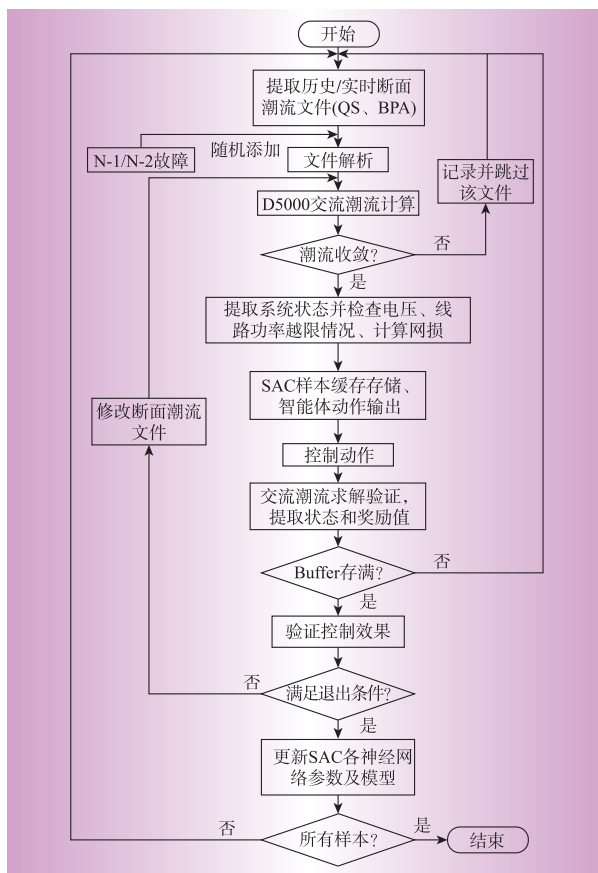 开始
提取历史/实时断面
潮流文件(QS、BPA)
随机添加
N-1/N-2故障
文件解析
记录并跳过
该文件
D5000交流潮流计算
潮流收敛?
否
是
提取系统状态并检查电压、线
路功率越限情况、计算网损
SAC样本缓存存储、
智能体动作输出
修改断面潮流
文件
控制动作
交流潮流求解验证,
提取状态和奖励值
Buffer存满?
否
是
验证控制效果
否
满足退出条件?
是
更新SAC各神经网
络参数及模型
否
所有样本?
是
结束